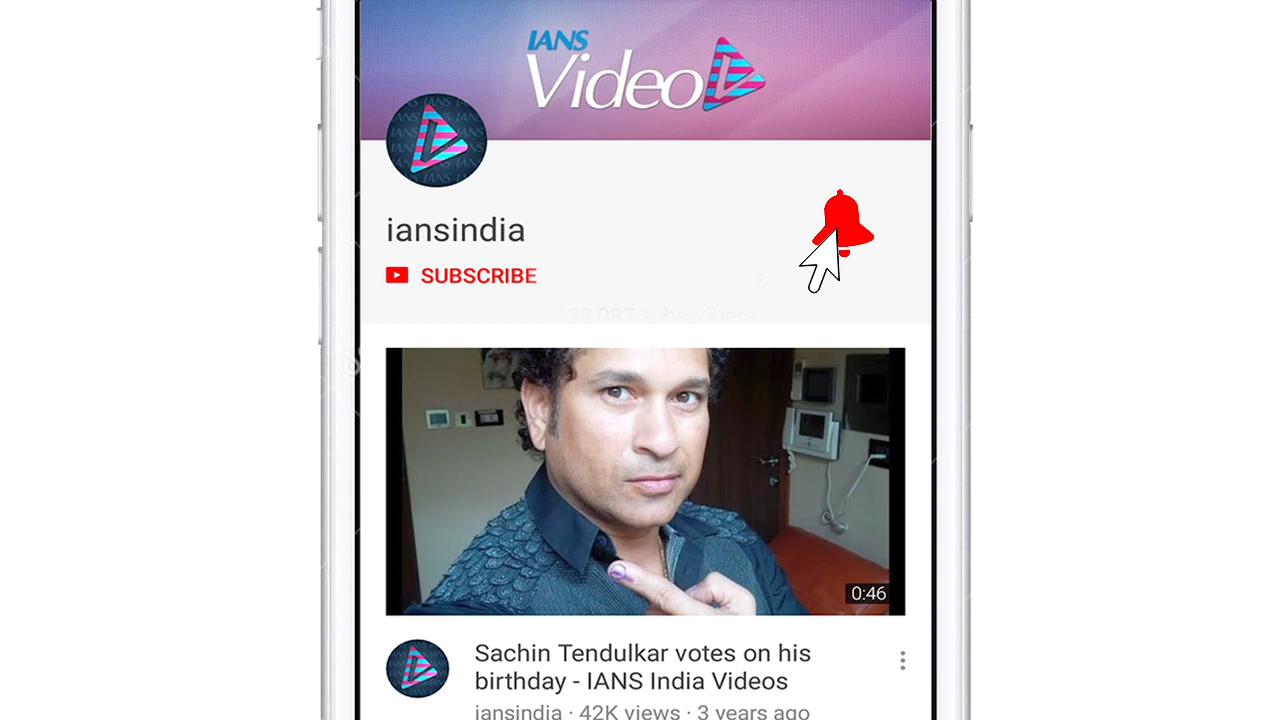 IANS
Video
iansindia
SUBSCRIBE
subscribers
0:46
Sachin Tendulkar votes on his
birthday - IANS India Videos
iansindia · 42K views · 3 years ago